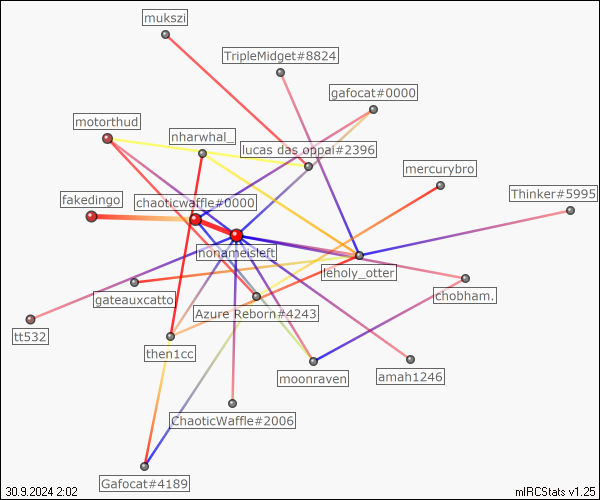 mukszi
TripleMidget#8824
gafocat#0000
motorthud
nharwhal_
lucas das oppai#2396
mercurybro
Thinker#5995
fakedingo
chaoticwaffle#0000
nonameisleft
leholy_otter
gateauxcatto
chobham.
Azure Reborn#4243
tt532
then1cc
moonraven
amah1246
ChaoticWaffle#2006
Gafocat#4189
30.9.2024 2:02
mIRCStats v1.25